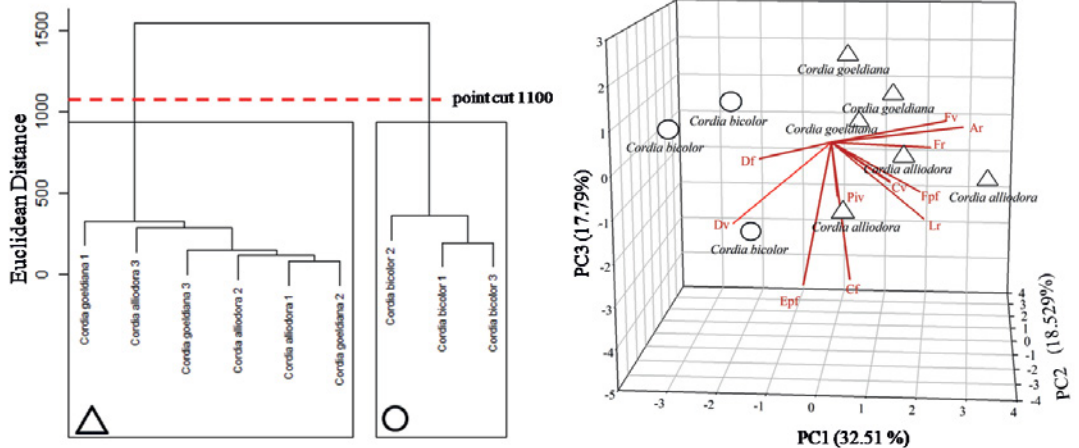 Euclidean Distance
1500
1000
500
0
point cut 1100
Cordia goeldiana 1
Cordia alliodora 3
Cordia goeldiana 3
Cordia alliodora 2
Cordia alliodora 1
Cordia goeldiana 2
Cordia bicolor 2
Cordia bicolor 1
Cordia bicolor 3
PC3 (17.79%)
3
2
1
0
-1
-2
-3
-4
-5
Cordia goeldiana
Cordia goeldiana
Cordia bicolor
Cordia goeldiana
Cordia bicolor
Fv
Ar
Fr
Df
Cordia alliodora
Cv
Fpf
Cordia alliodora
Piv
Dv
Lr
Cordia alliodora
Cordia bicolor
Epf
Cf
-3
-2
-1
0
1
2
3
4
PC1 (32.51 %)
4
3
2
1
0
-1
-2
-3
-4
PC2 (18.529%)